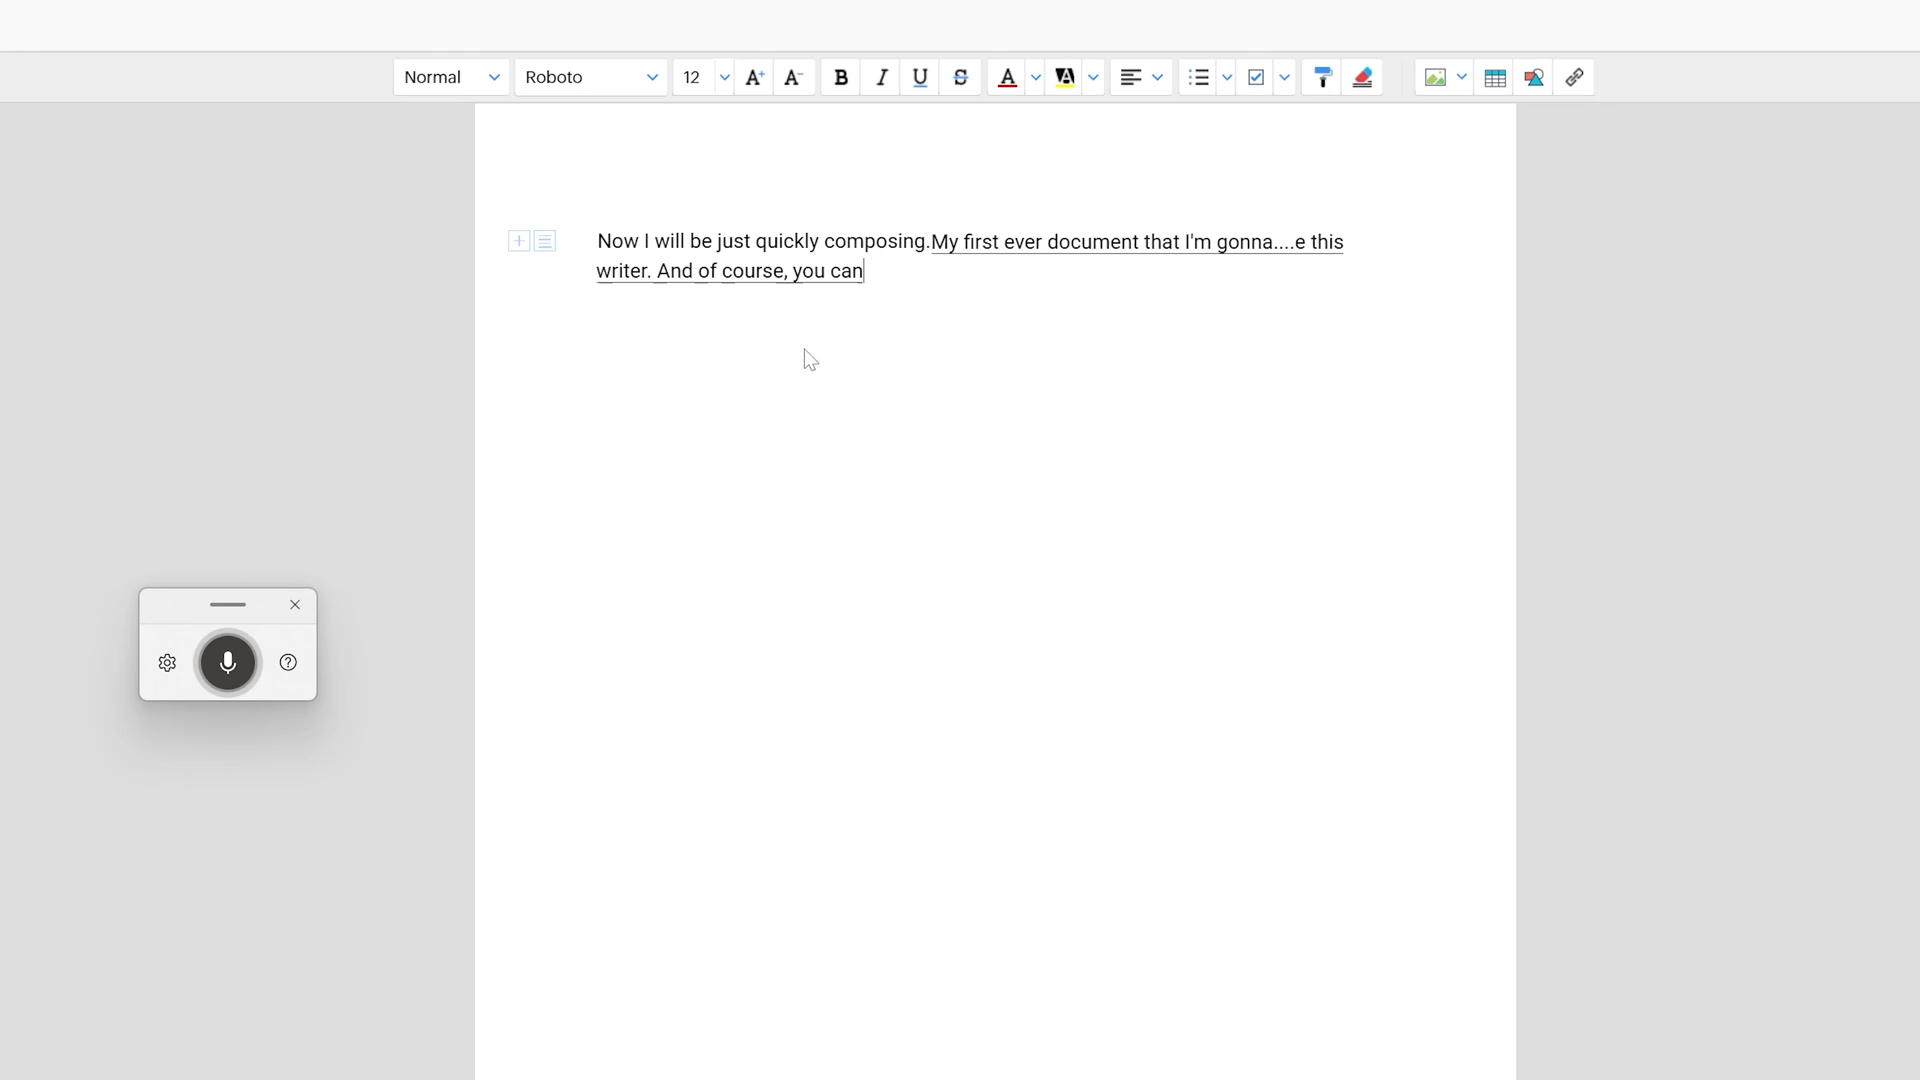 Normal Roboto 12 A+ A- B I U S A A
Now I will be just quickly composing.My first ever document that I'm gonna....e this
writer. And of course, you can